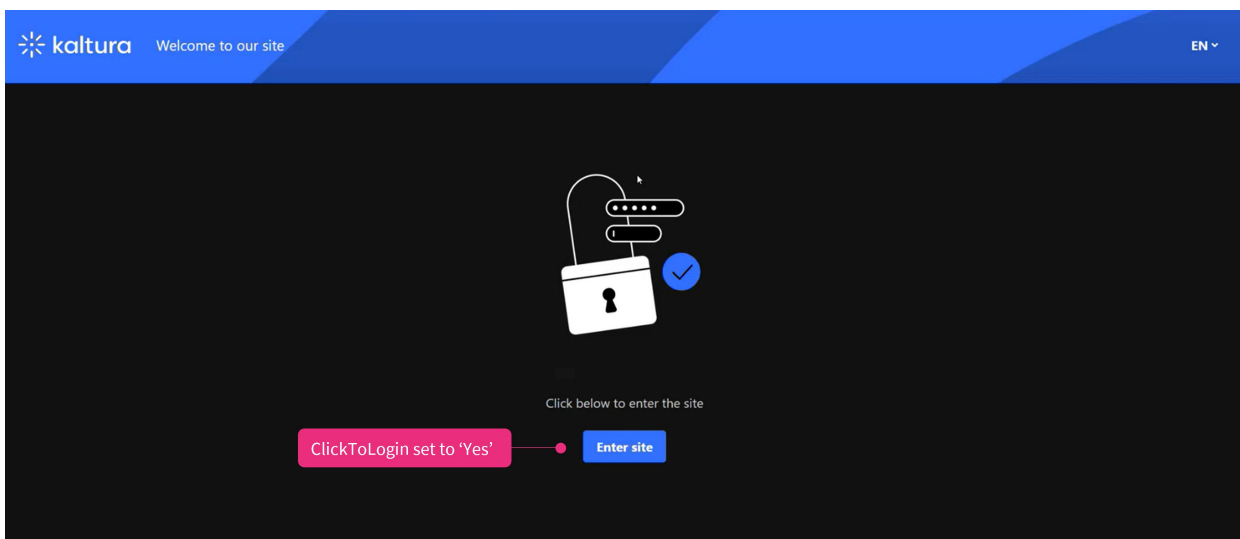 kaltura Welcome to our site EN
Click below to enter the site
ClickToLogin set to ‘Yes’ Enter site